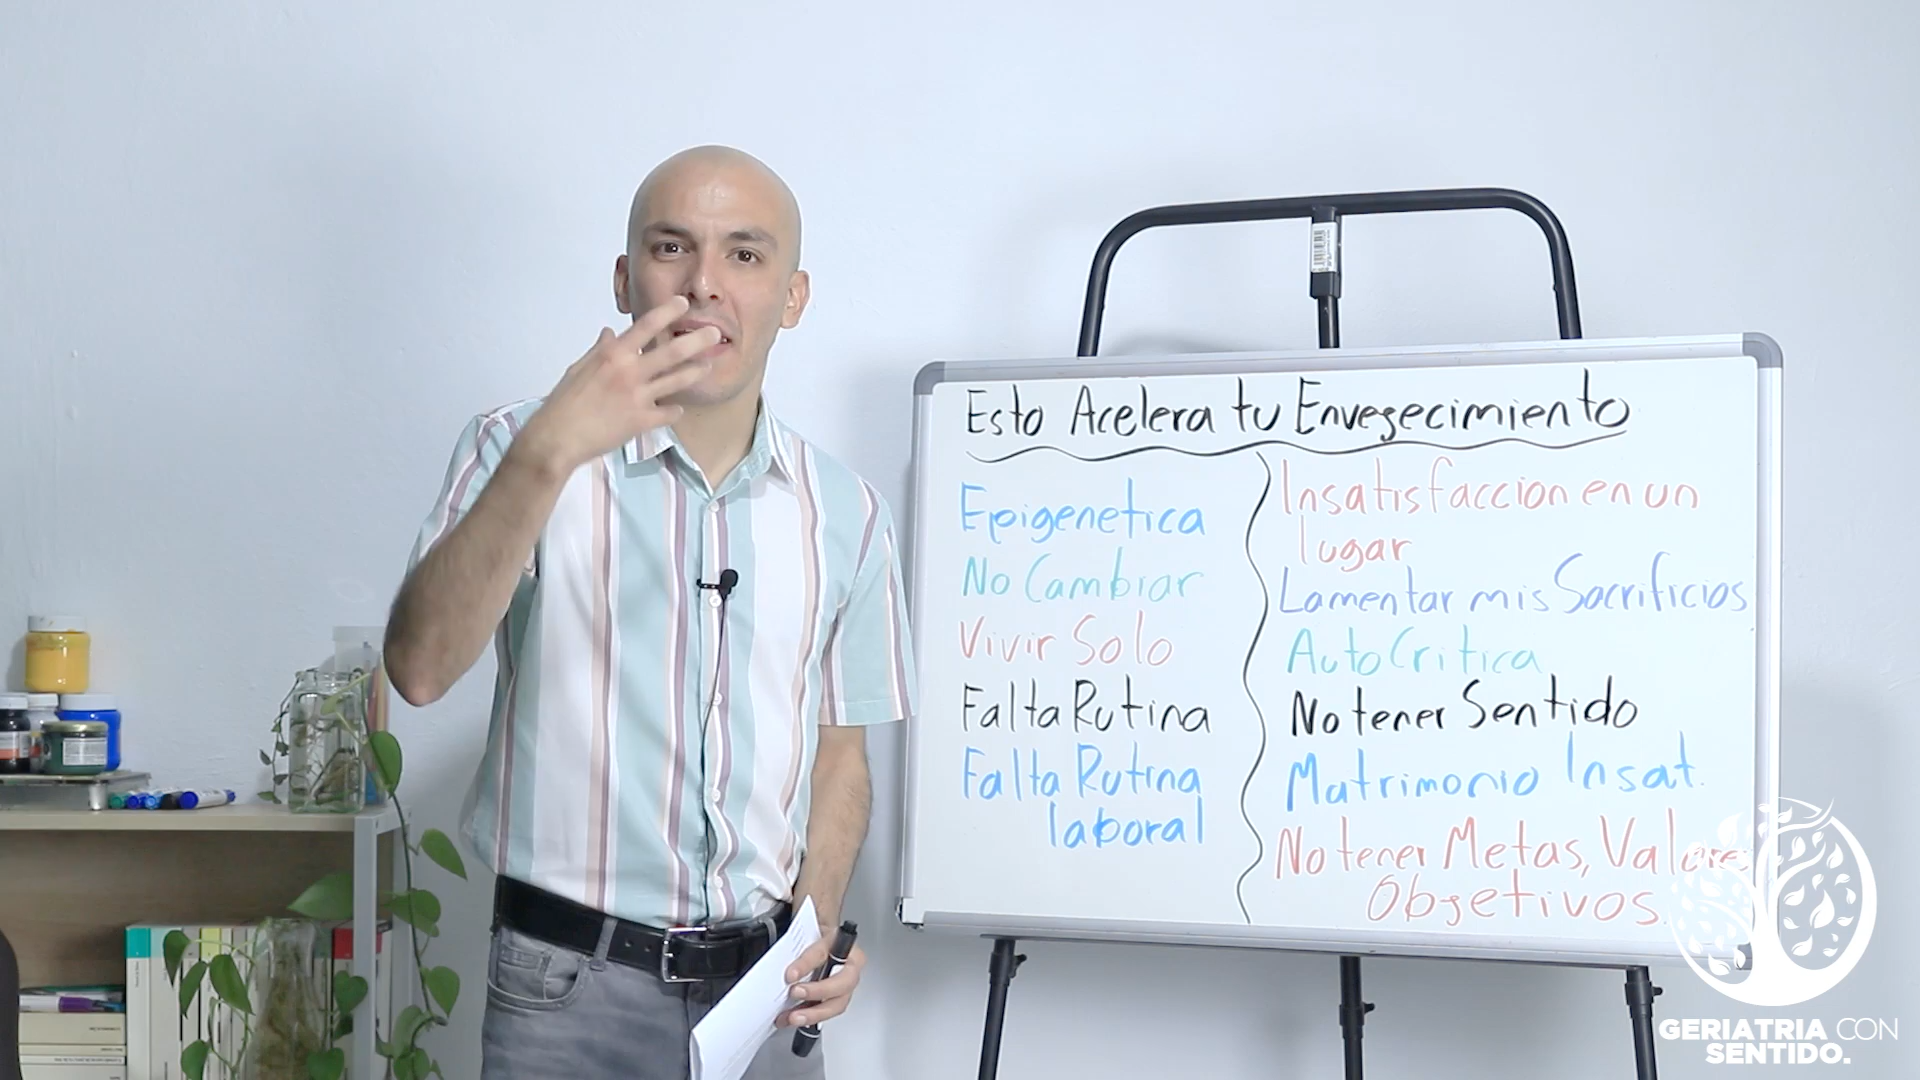 Esto Acelera tu Envegecimiento
Epigenetica
No Cambiar
Vivir Solo
Falta Rutina
Falta Rutina
laboral
Insatisfaccion en un
lugar
Lamentar mis Sacrificios
AutoCritica
No tener Sentido
Matrimonio Insat.
No tener Metas, Valores
Objetivos.
GERIATRIA CON
SENTIDO.